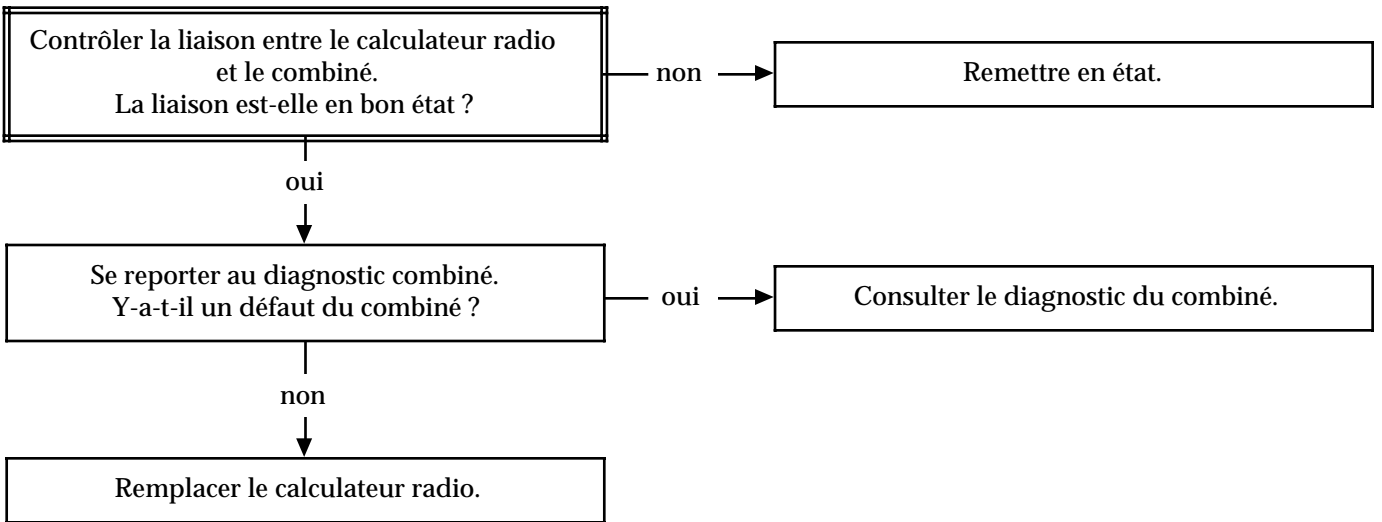 Contrôler la liaison entre le calculateur radio
et le combiné.
La liaison est-elle en bon état ?
non
Remettre en état.
oui
Se reporter au diagnostic combiné.
Y-a-t-il un défaut du combiné ?
oui
Consulter le diagnostic du combiné.
non
Remplacer le calculateur radio.